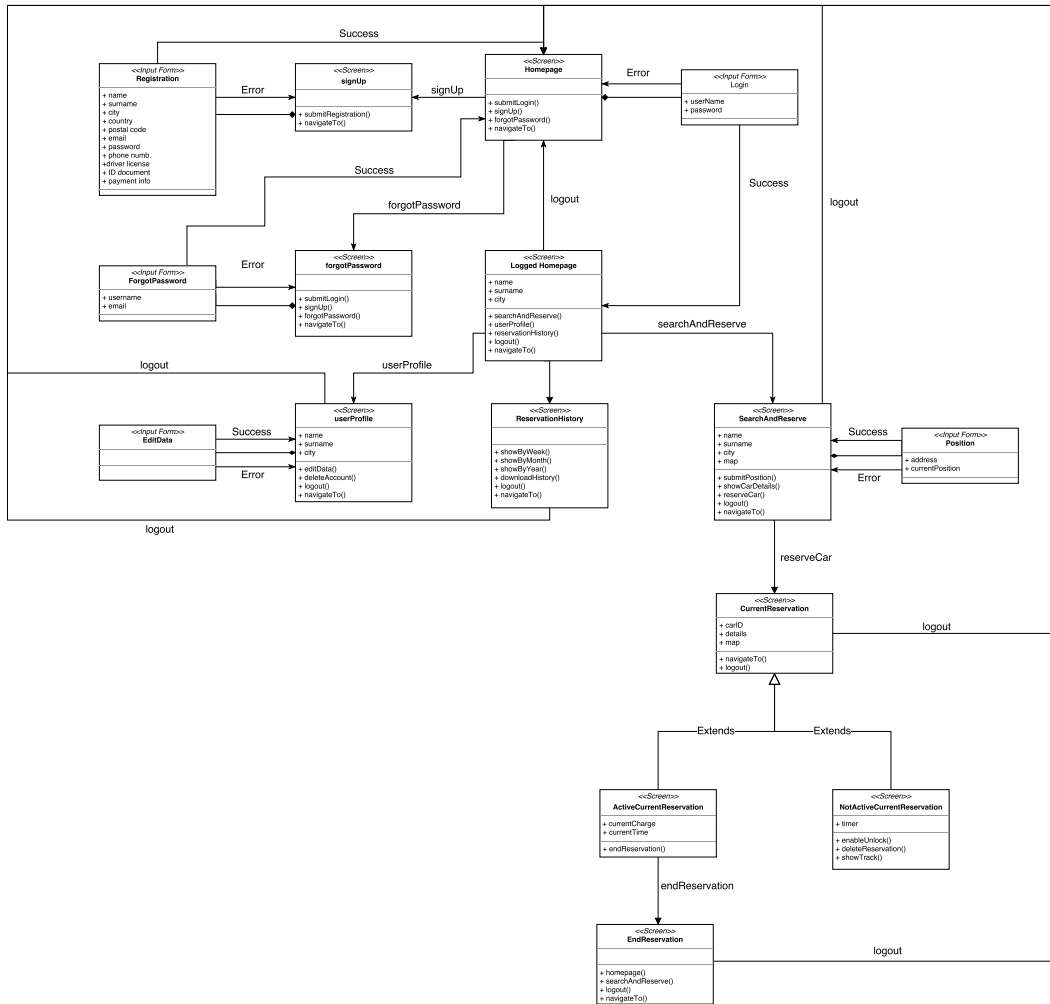 Success
<<Input Form>>
Registration
+ name
+ surname
+ city
+ country
+ postal code
+ email
+ password
+ phone numb.
+driver license
+ ID document
+ payment info
Error
<<Screen>>
signUp
+ submitRegistration()
+ navigateTo()
signUp
<<Screen>>
Homepage
+ submitLogin()
+ signUp()
+ forgotPassword()
+ navigateTo()
Error
<<Input Form>>
Login
+ userName
+ password
Success
Success
forgotPassword
logout
logout
<<Input Form>>
ForgotPassword
+ username
+ email
Error
<<Screen>>
forgotPassword
+ submitLogin()
+ signUp()
+ forgotPassword()
+ navigateTo()
<<Screen>>
Logged Homepage
+ name
+ surname
+ city
+ searchAndReserve()
+ userProfile()
+ reservationHistory()
+ logout()
+ navigateTo()
searchAndReserve
logout
userProfile
<<Input Form>>
EditData
Success
Error
<<Screen>>
userProfile
+ name
+ surname
+ city
+ editData()
+ deleteAccount()
+ logout()
+ navigateTo()
<<Screen>>
ReservationHistory
+ showByWeek()
+ showByMonth()
+ showByYear()
+ downloadHistory()
+ logout()
+ navigateTo()
<<Screen>>
SearchAndReserve
+ name
+ surname
+ city
+ map
+ submitPosition()
+ showCarDetails()
+ reserveCar()
+ logout()
+ navigateTo()
Success
Error
<<Input Form>>
Position
+ address
+ currentPosition
logout
reserveCar
<<Screen>>
CurrentReservation
+ carID
+ details
+ map
+ navigateTo()
+ logout()
logout
Extends
Extends
<<Screen>>
ActiveCurrentReservation
+ currentCharge
+ currentTime
+ endReservation()
<<Screen>>
NotActiveCurrentReservation
+ timer
+ enableUnlock()
+ deleteReservation()
+ showTrack()
endReservation
<<Screen>>
EndReservation
+ homepage()
+ searchAndReserve()
+ logout()
+ navigateTo()
logout